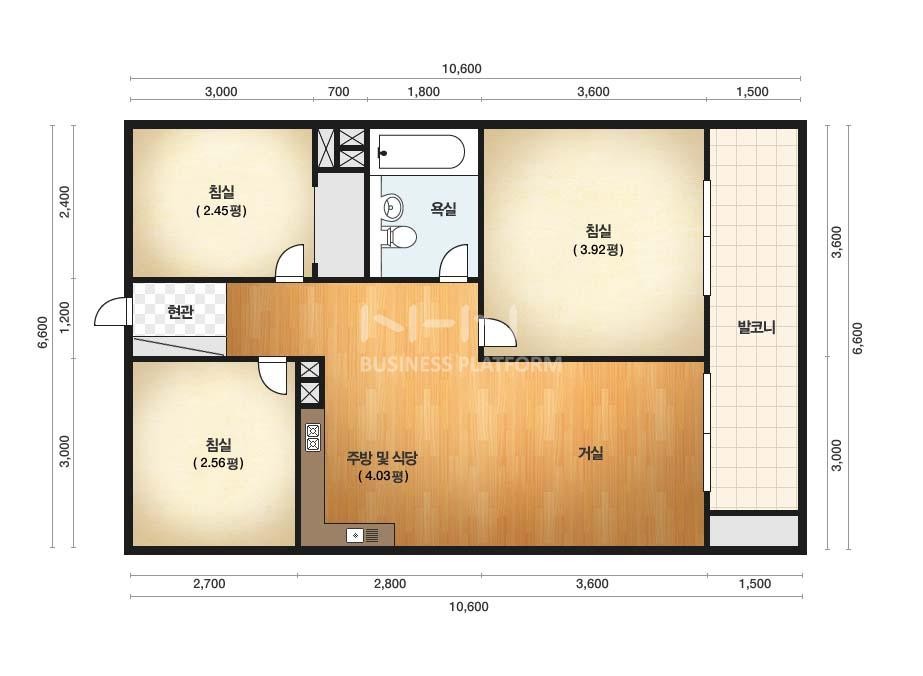 10,600
3,000 700 1,800 3,600 1,500
침실
( 2.45평)
욕실
침실
( 3.92평)
2,400
3,600
현관
발코니
1,200
6,600
6,600
NHN
BUSINESS PLATFORM
침실
( 2.56평)
주방 및 식당
( 4.03평)
거실
3,000
3,000
2,700 2,800 3,600 1,500
10,600